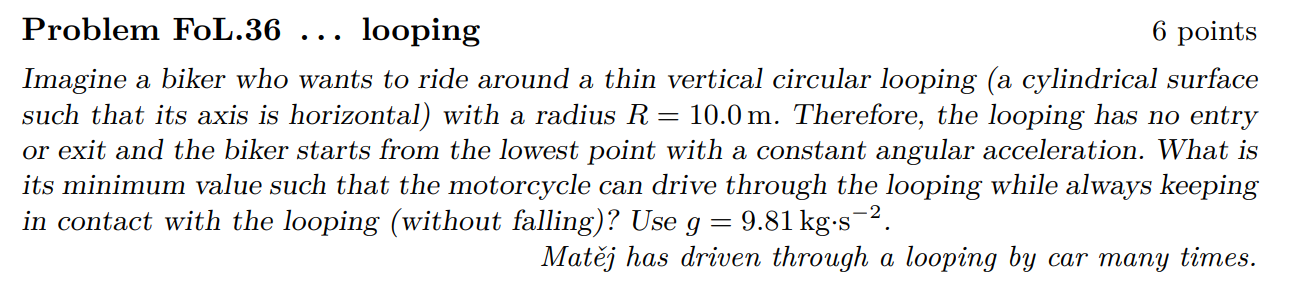 Problem FoL.36 ... looping 6 points
Imagine a biker who wants to ride around a thin vertical circular looping (a cylindrical surface
such that its axis is horizontal) with a radius R = 10.0 m. Therefore, the looping has no entry
or exit and the biker starts from the lowest point with a constant angular acceleration. What is
its minimum value such that the motorcycle can drive through the looping while always keeping
in contact with the looping (without falling)? Use g = 9.81 kg·s⁻².
Matěj has driven through a looping by car many times.